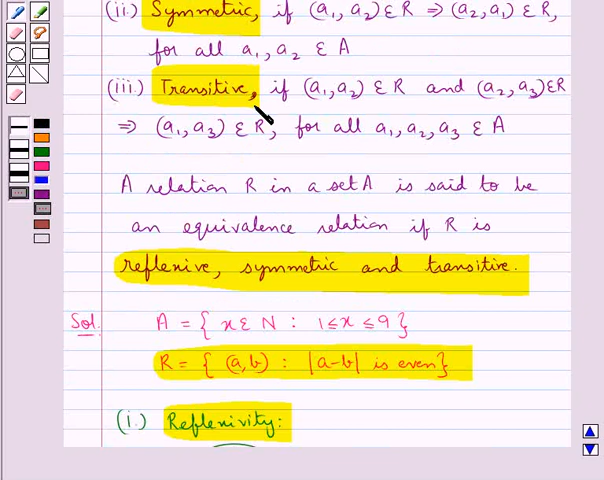 (ii.) Symmetric, if (a₁, a₂) ε R ⇒ (a₂, a₁) ε R,
for all a₁, a₂ ε A
(iii.) Transitive, if (a₁, a₂) ε R and (a₂, a₃) ε R
⇒ (a₁, a₃) ε R, for all a₁, a₂, a₃ ε A
A relation R in a set A is said to be
an equivalence relation if R is
reflexive, symmetric and transitive.
Sol. A = { x ε N : 1 ≤ x ≤ 9 }
R = { (a, b) : |a-b| is even }
(i.) Reflexivity: